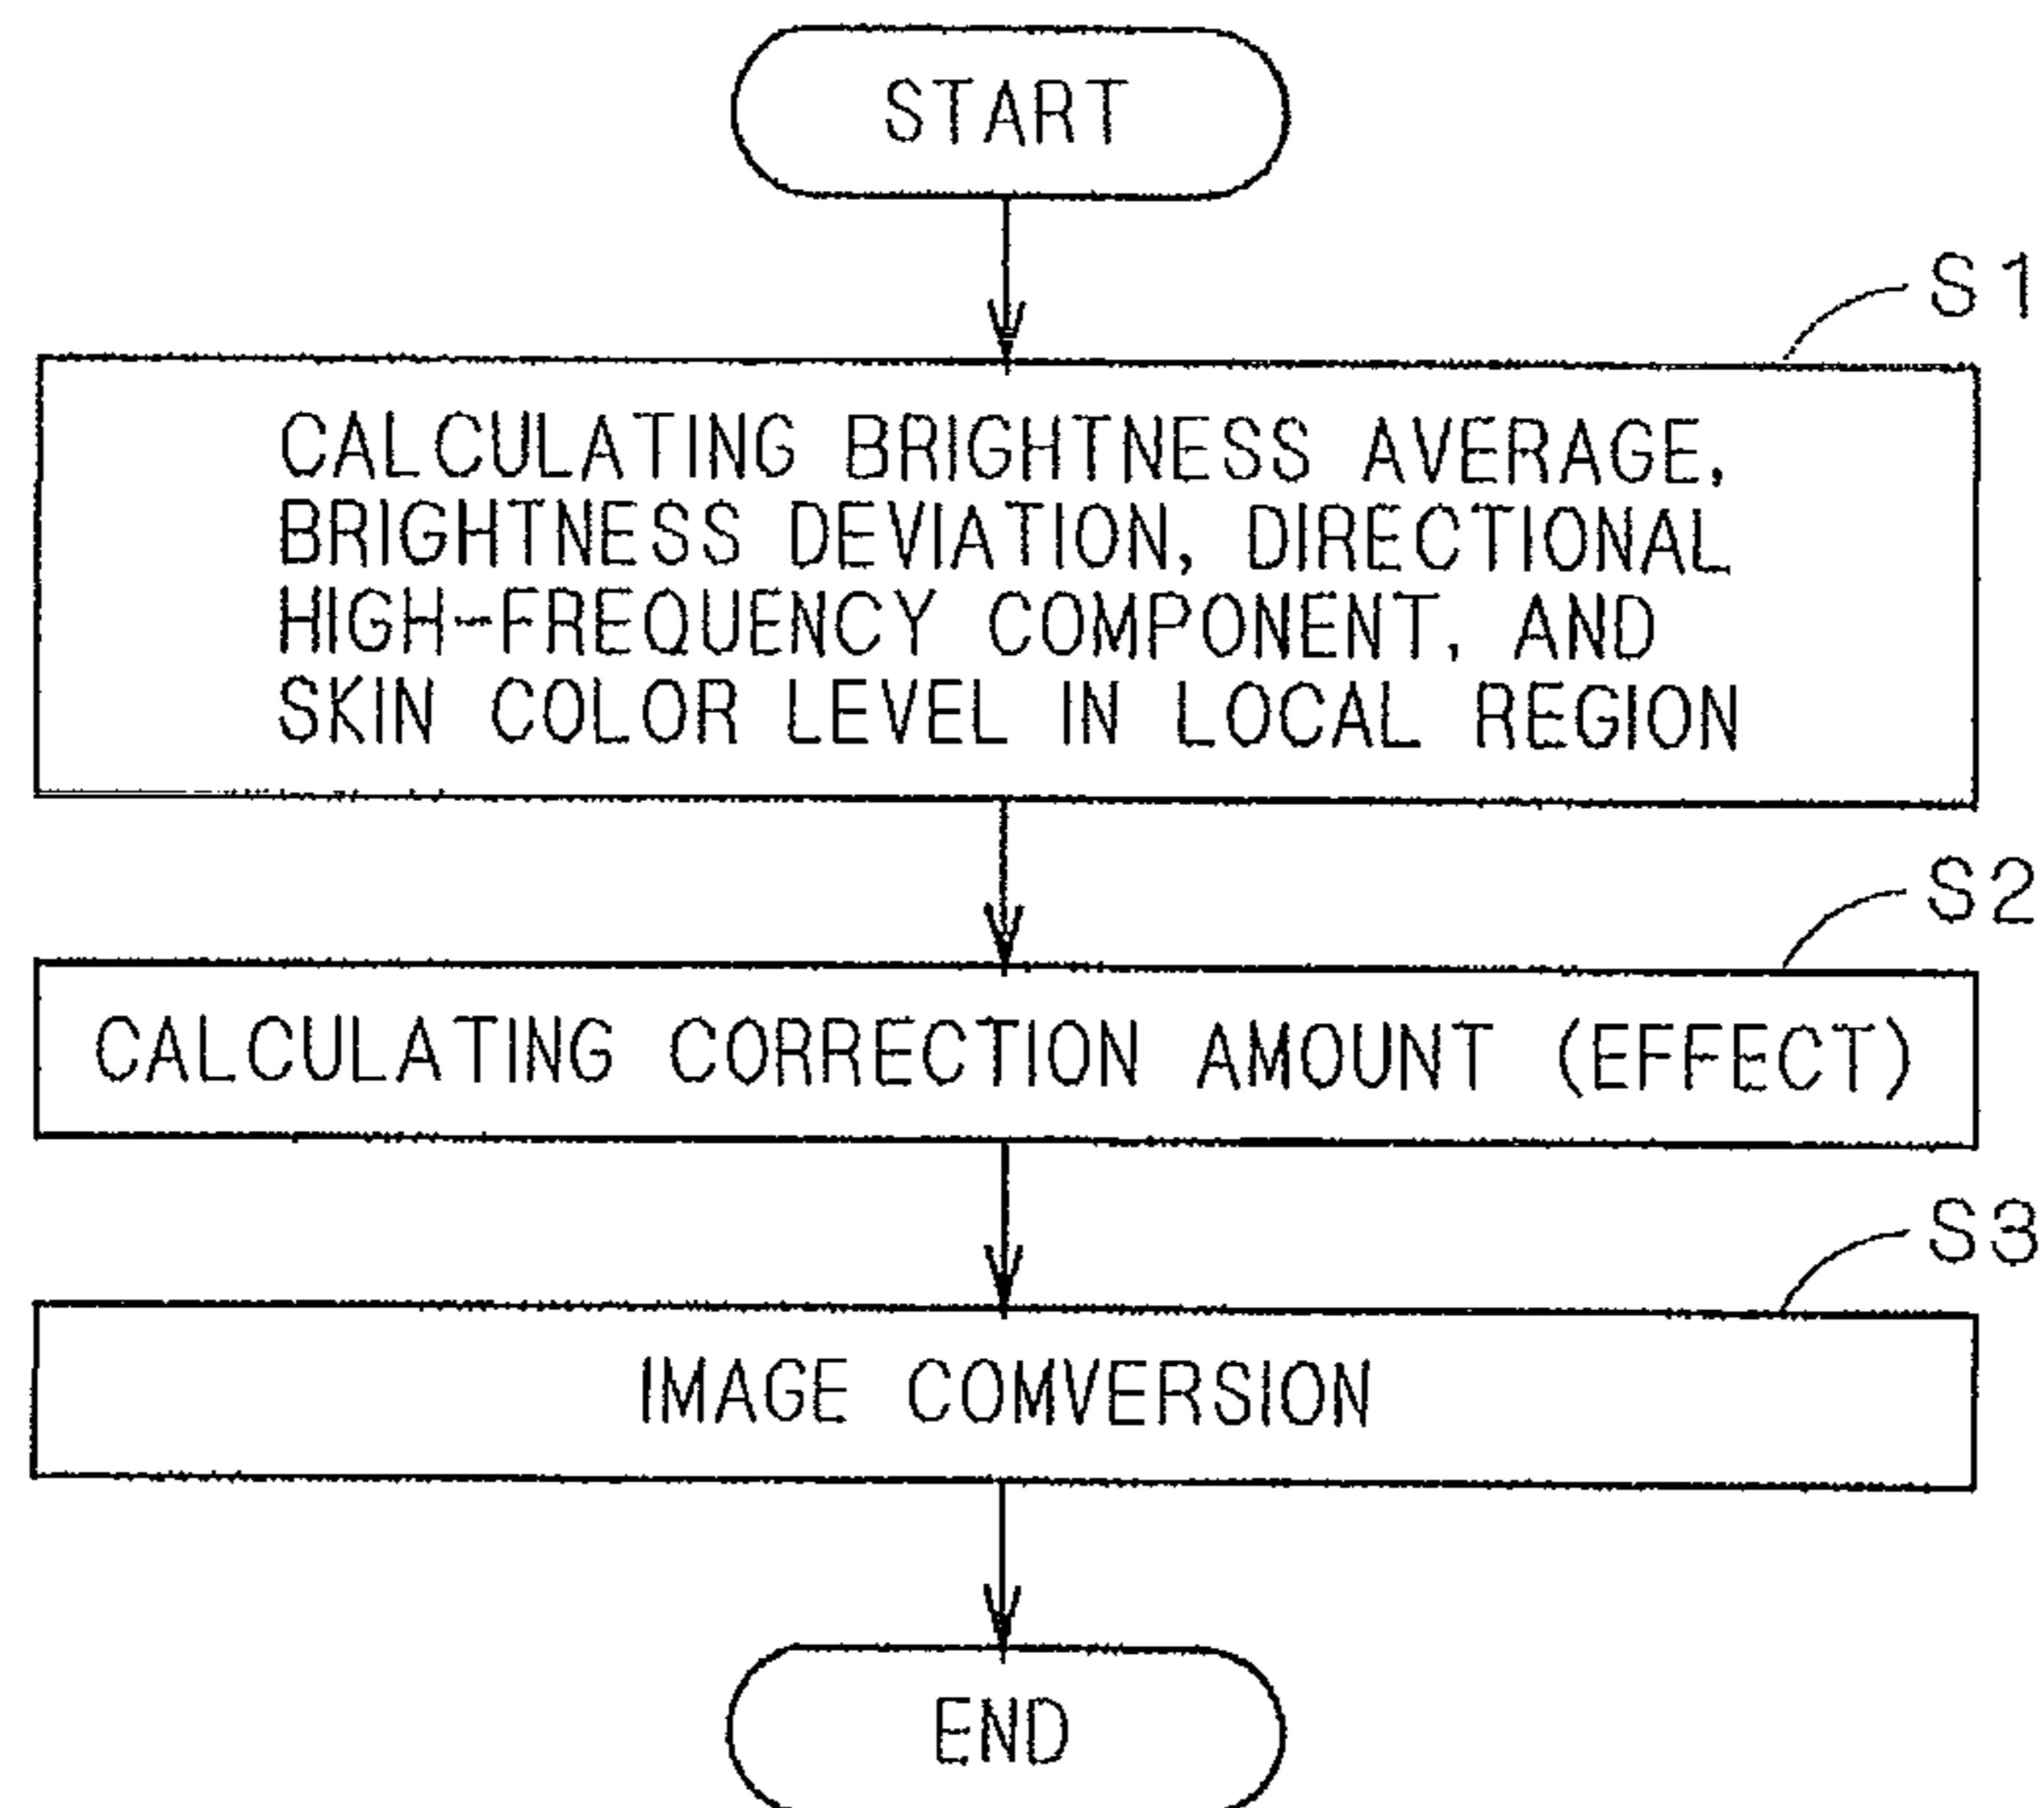 START
S1
CALCULATING BRIGHTNESS AVERAGE,
BRIGHTNESS DEVIATION, DIRECTIONAL
HIGH-FREQUENCY COMPONENT, AND
SKIN COLOR LEVEL IN LOCAL REGION
S2
CALCULATING CORRECTION AMOUNT (EFFECT)
S3
IMAGE COMVERSION
END